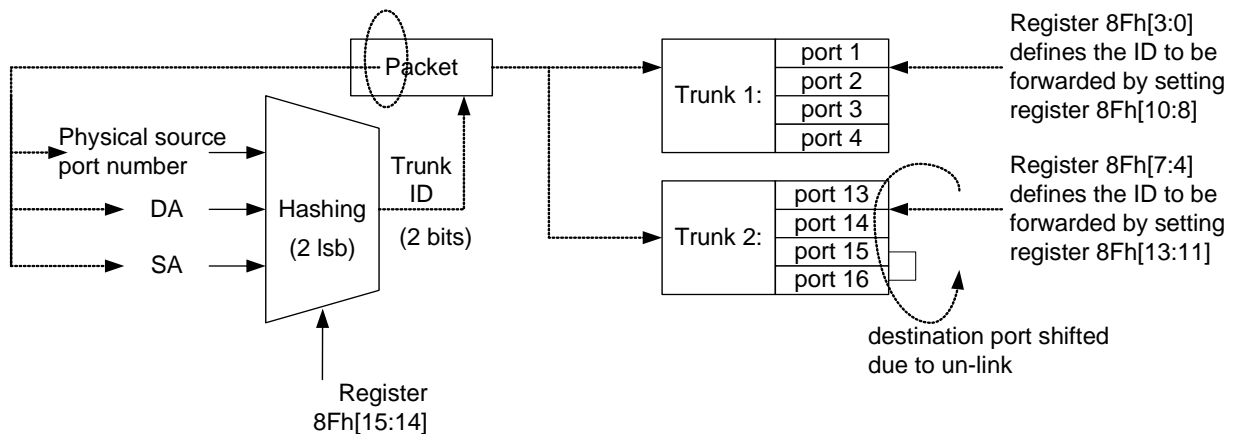 Packet
Physical source
port number
DA
SA
Hashing
(2 lsb)
Trunk
ID
(2 bits)
Register
8Fh[15:14]
Trunk 1:
port 1
port 2
port 3
port 4
Trunk 2:
port 13
port 14
port 15
port 16
Register 8Fh[3:0]
defines the ID to be
forwarded by setting
register 8Fh[10:8]
Register 8Fh[7:4]
defines the ID to be
forwarded by setting
register 8Fh[13:11]
destination port shifted
due to un-link